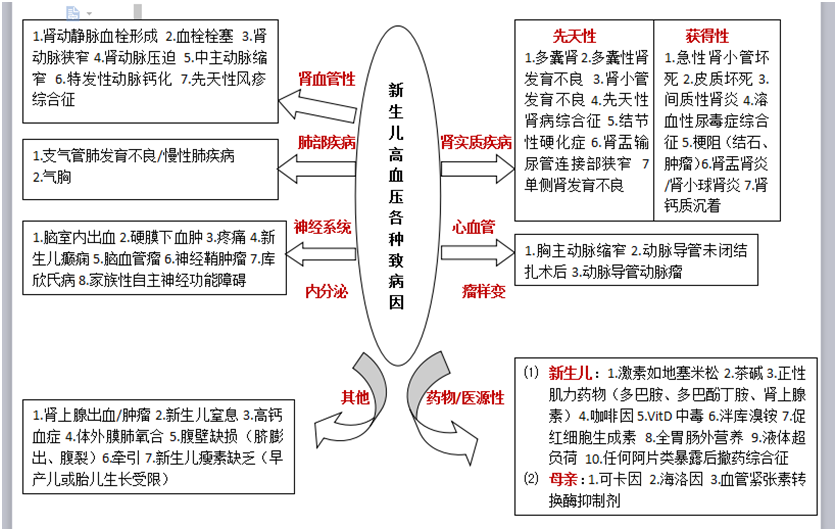 1.肾动静脉血栓形成 2.血栓栓塞 3.肾
动脉狭窄 4.肾动脉压迫 5.中主动脉缩
窄 6.特发性动脉钙化 7.先天性风疹
综合征
肾血管性
1.支气管肺发育不良/慢性肺疾病
2.气胸
肺部疾病
1.脑室内出血 2.硬膜下血肿 3.疼痛 4.新
生儿癫痫 5.脑血管瘤 6.神经鞘肿瘤 7.库
欣氏病 8.家族性自主神经功能障碍
神经系统
内分泌
新生儿高血压各种致病因
先天性
1.多囊肾 2.多囊性肾
发育不良 3.肾小管
发育不良 4.先天性
肾病综合征 5.结节
性硬化症 6.肾盂输
尿管连接部狭窄 7
单侧肾发育不良
获得性
1.急性肾小管坏
死 2.皮质坏死 3.
间质性肾炎 4.溶
血性尿毒症综合
征 5.梗阻（结石、
肿瘤）6.肾盂肾炎
/肾小球肾炎 7.肾
钙质沉着
肾实质疾病
心血管
1.胸主动脉缩窄 2.动脉导管未闭结
扎术后 3.动脉导管动脉瘤
瘤样变
其他
1.肾上腺出血/肿瘤 2.新生儿窒息 3.高钙
血症 4.体外膜肺氧合 5.腹壁缺损（脐膨
出、腹裂）6.牵引 7.新生儿瘦素缺乏（早
产儿或胎儿生长受限）
药物/医源性
⑴ 新生儿：1.激素如地塞米松 2.茶碱 3.正性
肌力药物（多巴胺、多巴酚丁胺、肾上腺
素）4.咖啡因 5.VitD 中毒 6.泮库溴铵 7.促
红细胞生成素 8.全胃肠外营养 9.液体超
负荷 10.任何阿片类暴露后撤药综合征
⑵ 母亲：1.可卡因 2.海洛因 3.血管紧张素转
换酶抑制剂